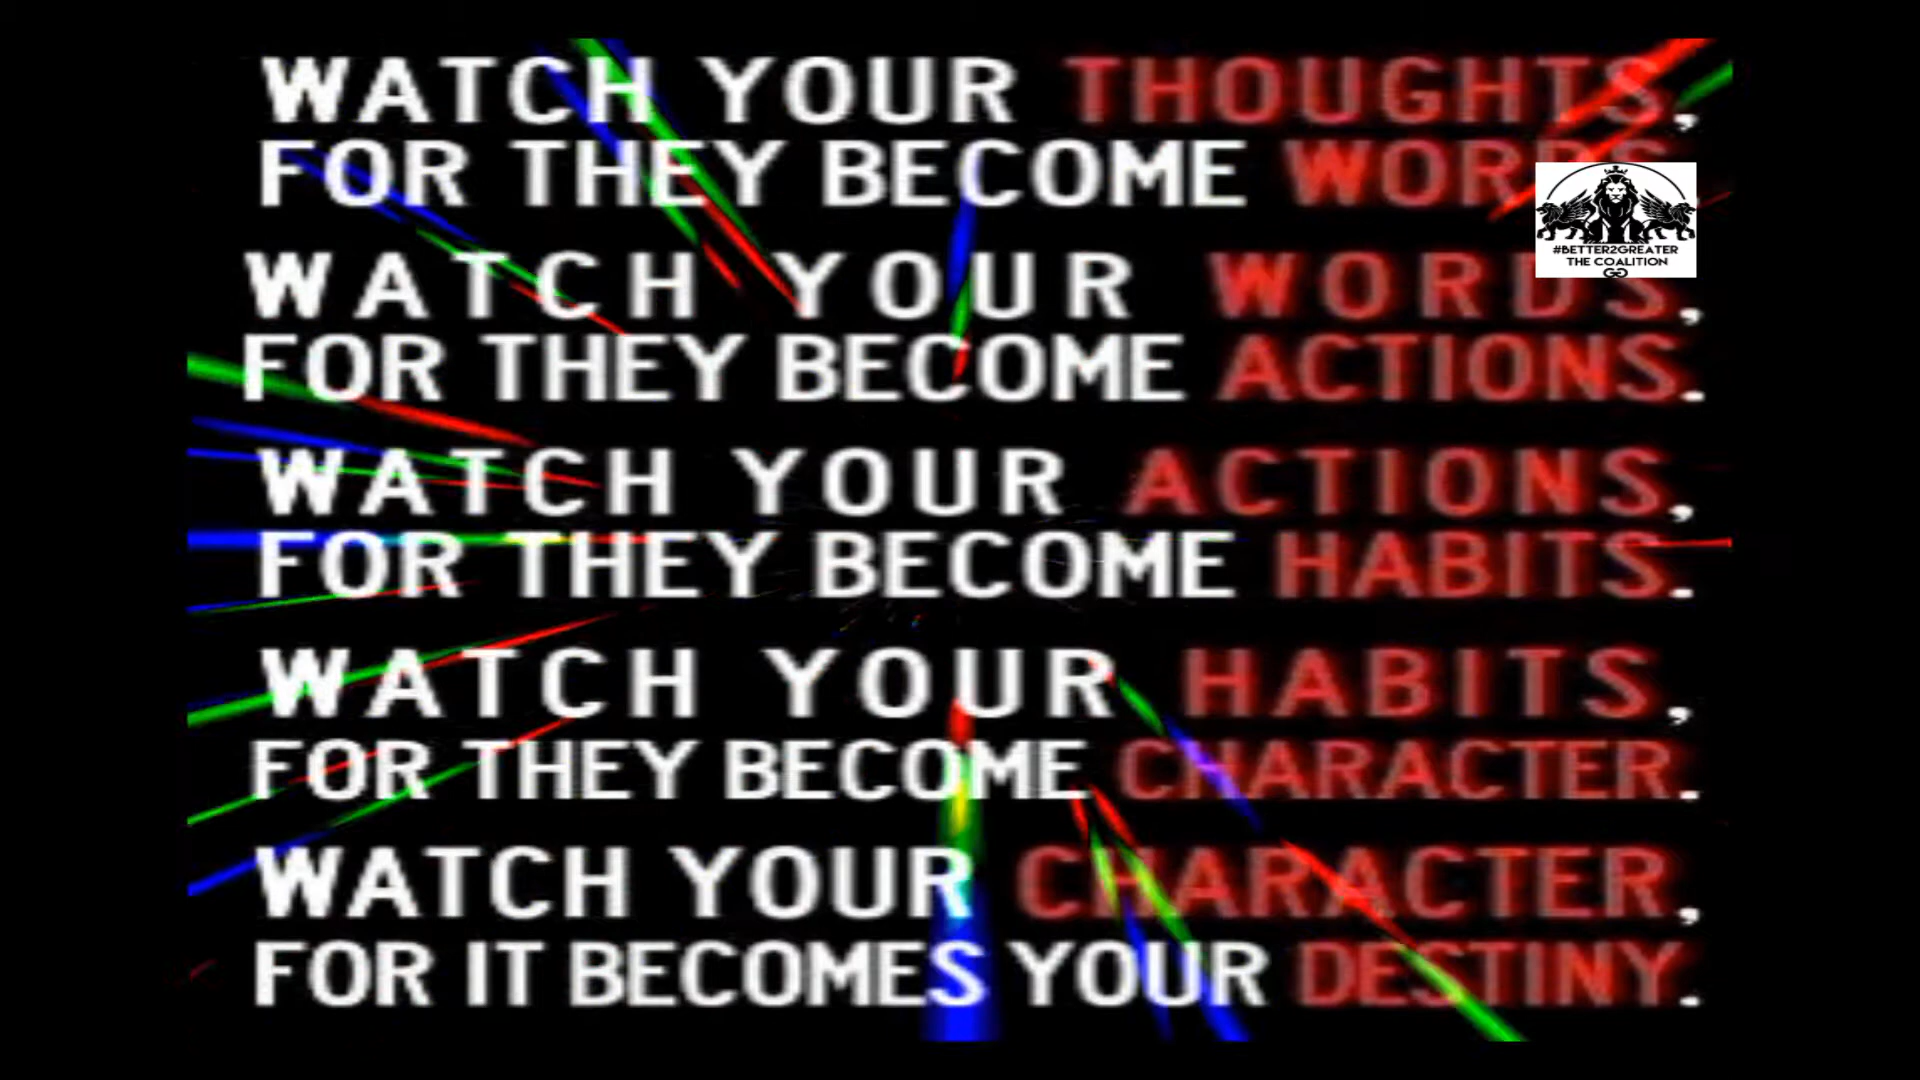 WATCH YOUR THOUGHTS,
FOR THEY BECOME WORDS.
WATCH YOUR WORDS,
FOR THEY BECOME ACTIONS.
WATCH YOUR ACTIONS,
FOR THEY BECOME HABITS.
WATCH YOUR HABITS,
FOR THEY BECOME CHARACTER.
WATCH YOUR CHARACTER,
FOR IT BECOMES YOUR DESTINY.
#BETTER2GREATER
THE COALITION